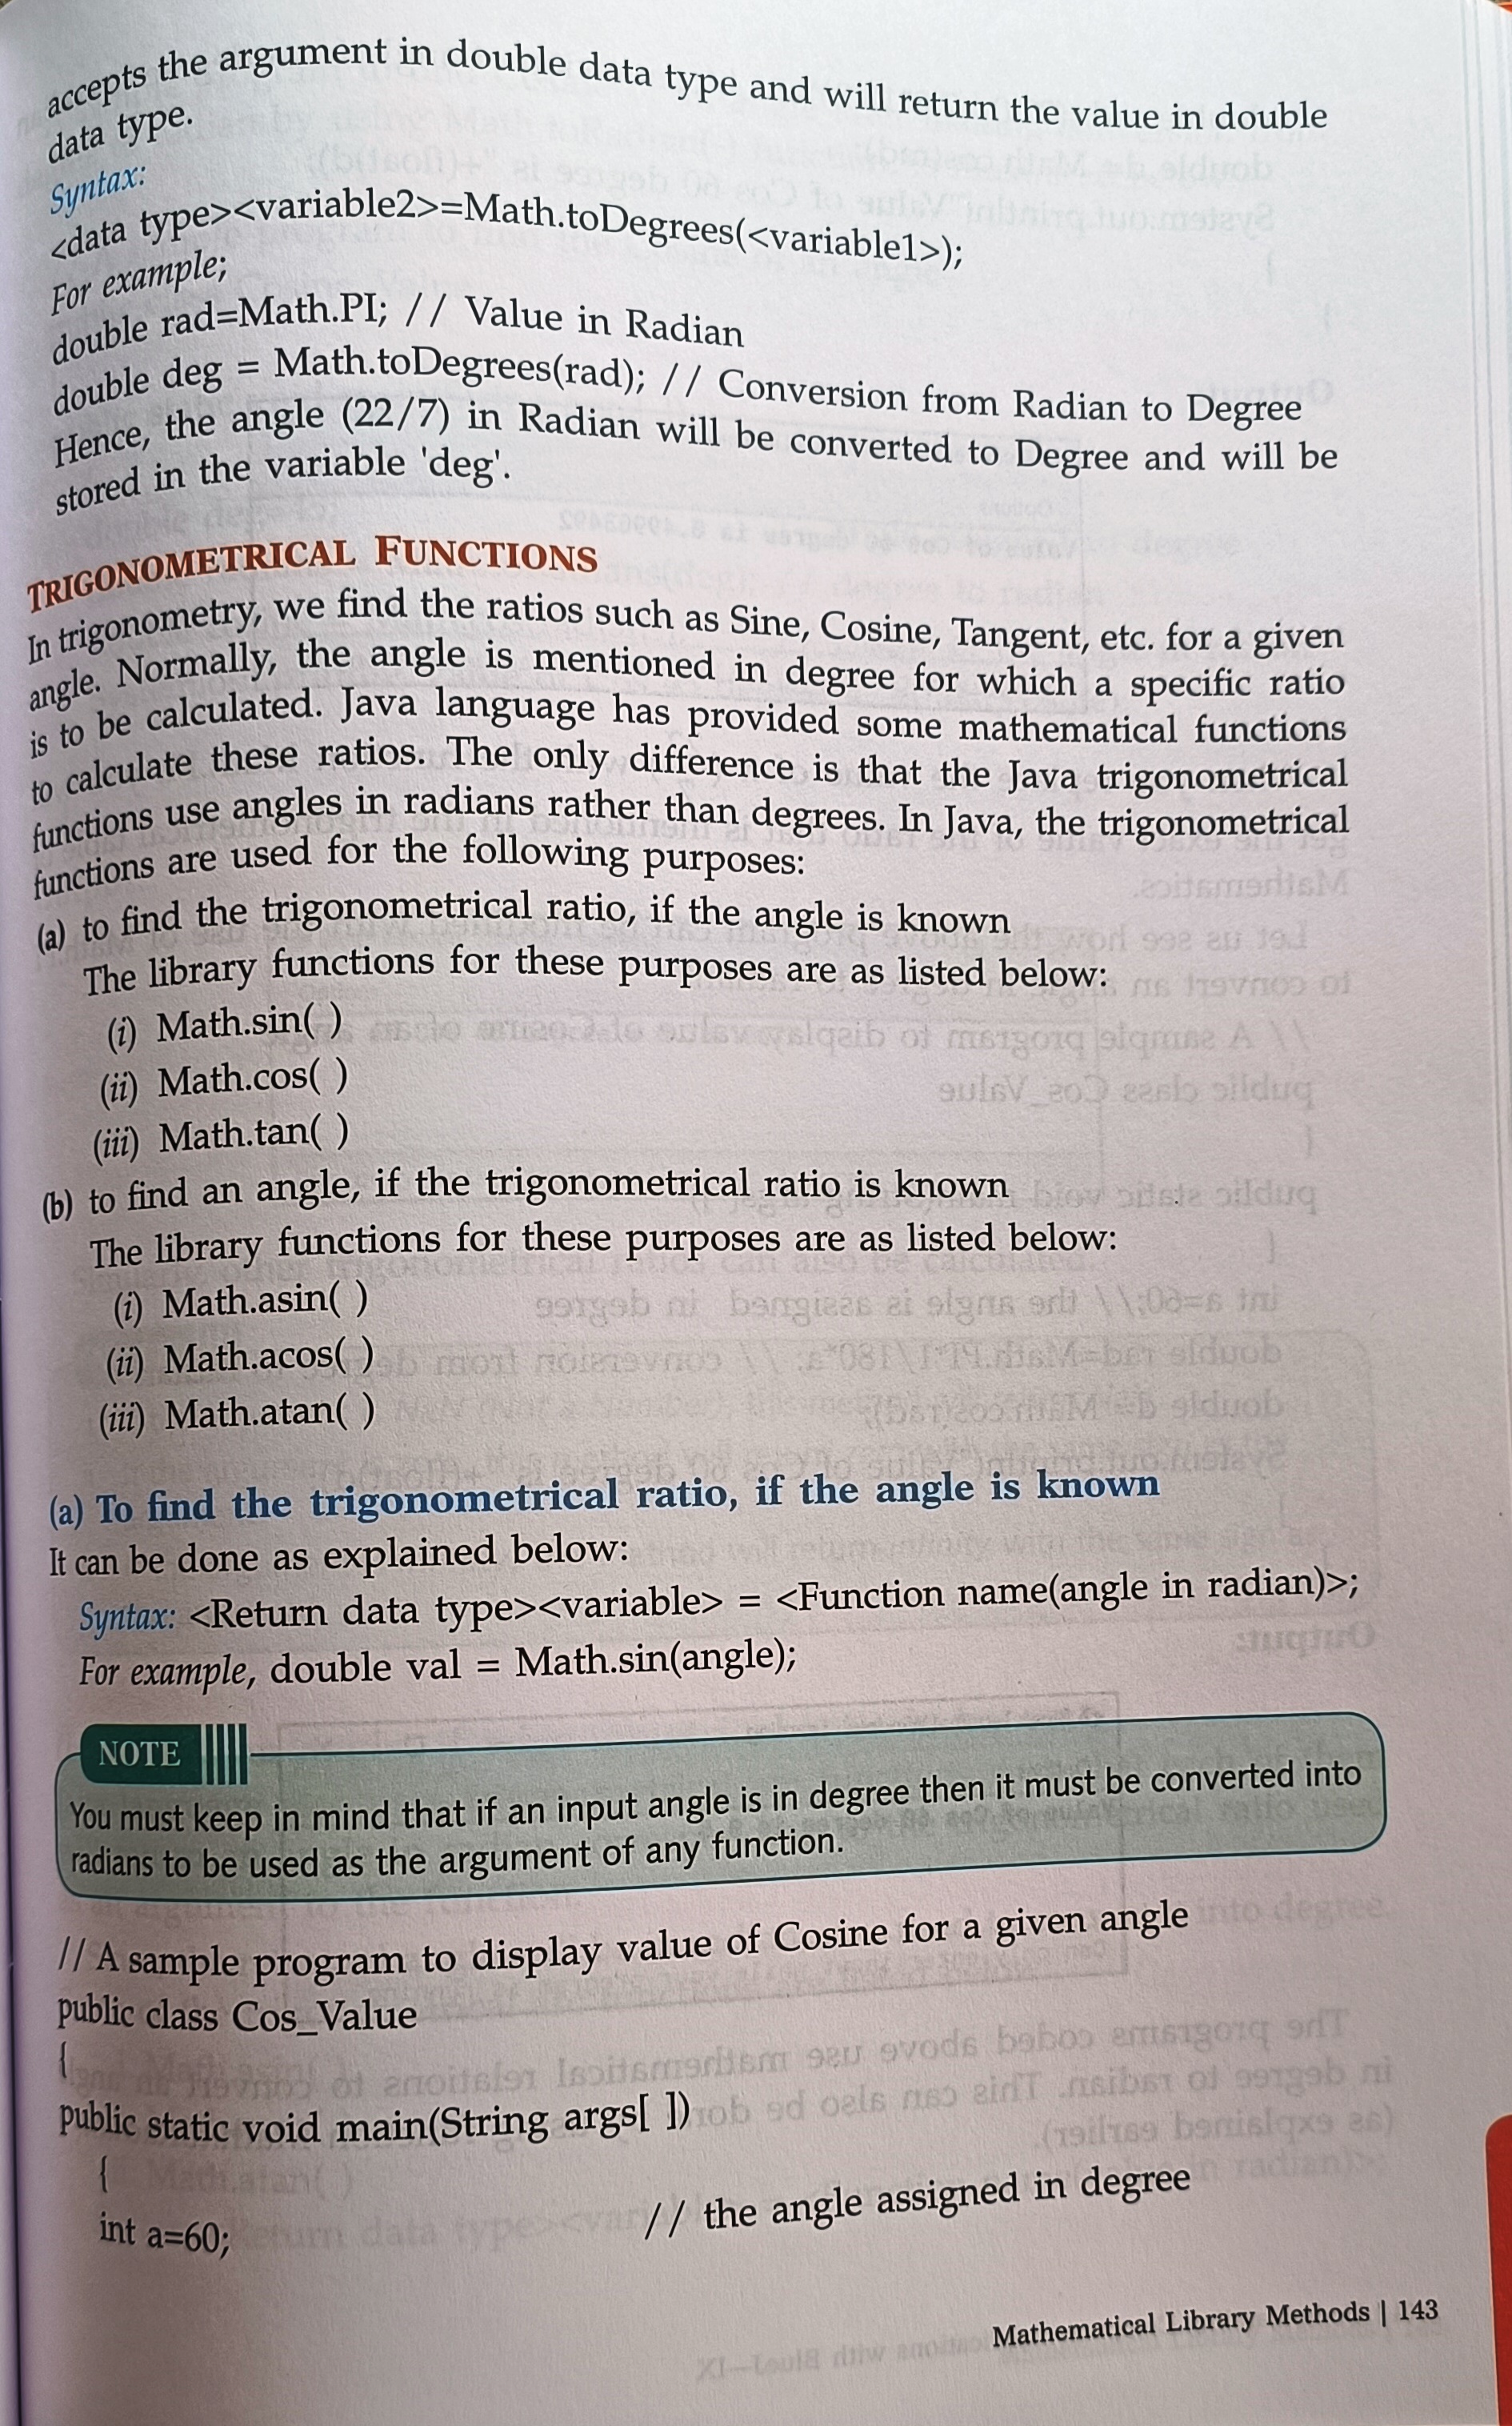 accepts the argument in double data type and will return the value in double
data type.
Syntax:
<data type><variable2>=Math.toDegrees(<variable1>);
For example;
double rad=Math.PI; // Value in Radian
double deg = Math.toDegrees(rad); // Conversion from Radian to Degree
Hence, the angle (22/7) in Radian will be converted to Degree and will be
stored in the variable 'deg'.
TRIGONOMETRICAL FUNCTIONS
In trigonometry, we find the ratios such as Sine, Cosine, Tangent, etc. for a given
angle. Normally, the angle is mentioned in degree for which a specific ratio
is to be calculated. Java language has provided some mathematical functions
to calculate these ratios. The only difference is that the Java trigonometrical
functions use angles in radians rather than degrees. In Java, the trigonometrical
functions are used for the following purposes:
(a) to find the trigonometrical ratio, if the angle is known
The library functions for these purposes are as listed below:
(i) Math.sin( )
(ii) Math.cos( )
(iii) Math.tan( )
(b) to find an angle, if the trigonometrical ratio is known
The library functions for these purposes are as listed below:
(i) Math.asin( )
(ii) Math.acos( )
(iii) Math.atan( )
(a) To find the trigonometrical ratio, if the angle is known
It can be done as explained below:
Syntax: <Return data type><variable> = <Function name(angle in radian)>;
For example, double val = Math.sin(angle);
NOTE
You must keep in mind that if an input angle is in degree then it must be converted into
radians to be used as the argument of any function.
// A sample program to display value of Cosine for a given angle
public class Cos_Value
{
public static void main(String args[ ])
{
int a=60; // the angle assigned in degree
Mathematical Library Methods | 143